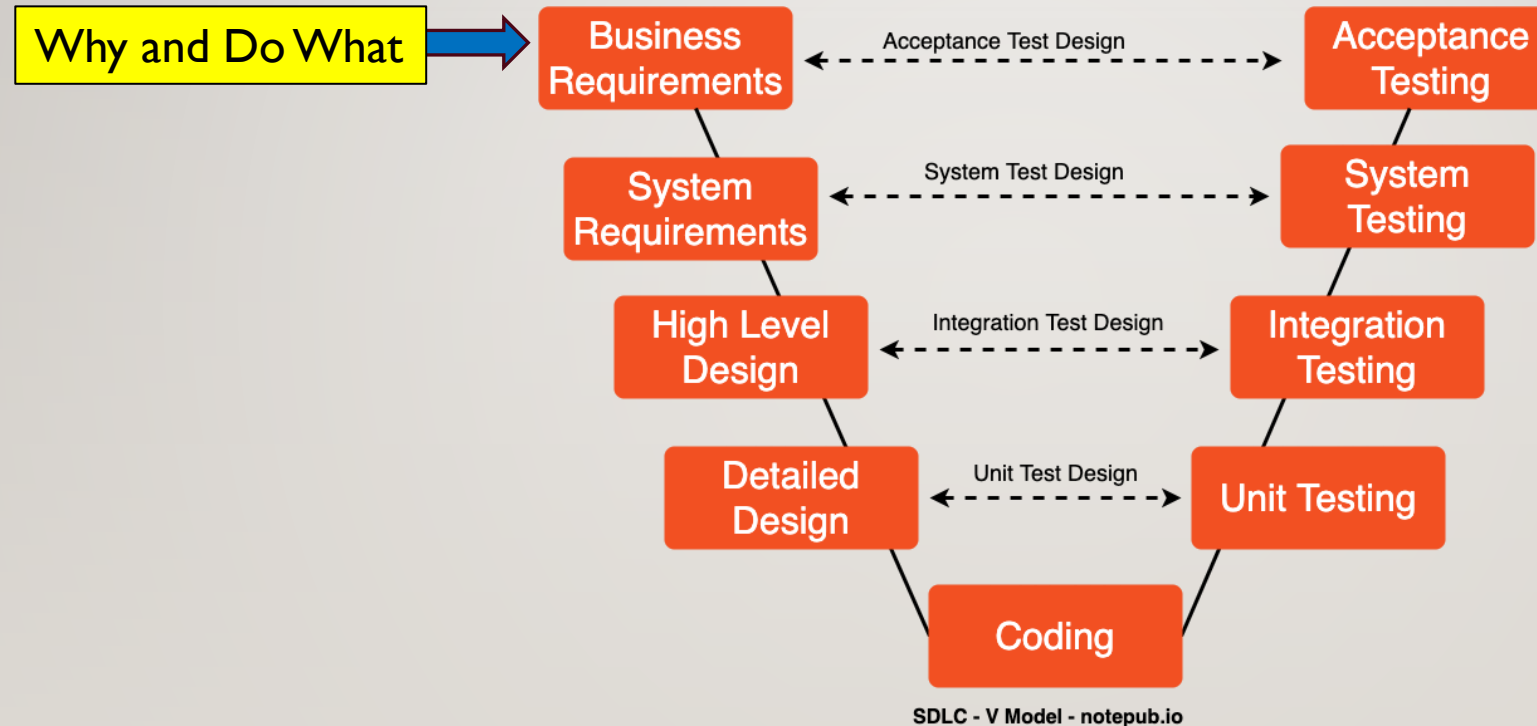 Why and Do What
Business
Requirements
Acceptance Test Design
Acceptance
Testing
System
Requirements
System Test Design
System
Testing
High Level
Design
Integration Test Design
Integration
Testing
Detailed
Design
Unit Test Design
Unit Testing
Coding
SDLC - V Model - notepub.io